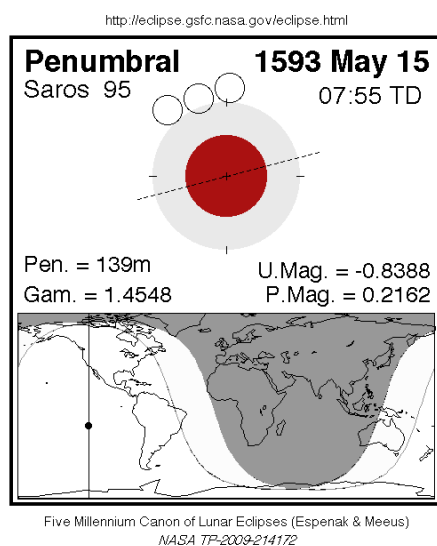 http://eclipse.gsfc.nasa.gov/eclipse.html
Penumbral 1593 May 15
Saros 95 07:55 TD
Pen. = 139m U.Mag. = -0.8388
Gam. = 1.4548 P.Mag. = 0.2162
Five Millennium Canon of Lunar Eclipses (Espenak & Meeus)
NASA TP-2009-214172